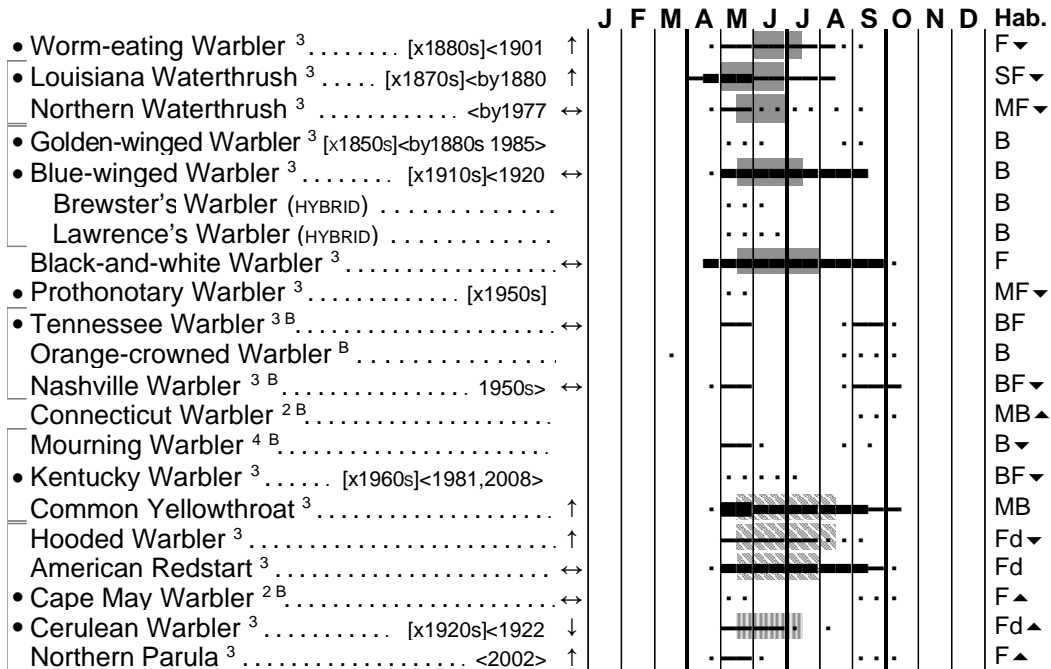 J F M A M J J A S O N D Hab.
• Worm-eating Warbler 3 . . . . . . . . [x1880s]<1901 ↑ F▾
• Louisiana Waterthrush 3 . . . . . [x1870s]<by1880 ↑ SF▾
Northern Waterthrush 3 . . . . . . . . . . . . <by1977 ↔ MF▾
• Golden-winged Warbler 3 [x1850s]<by1880s 1985> B
• Blue-winged Warbler 3 . . . . . . . . [x1910s]<1920 ↔ B
Brewster's Warbler (HYBRID) . . . . . . . . . . . . . . B
Lawrence's Warbler (HYBRID) . . . . . . . . . . . . . B
Black-and-white Warbler 3 . . . . . . . . . . . . . . . . . ↔ F
• Prothonotary Warbler 3 . . . . . . . . . . . . . [x1950s] MF▾
• Tennessee Warbler 3 B . . . . . . . . . . . . . . . . . . . . . ↔ BF
Orange-crowned Warbler B . . . . . . . . . . . . . . . . B
Nashville Warbler 3 B . . . . . . . . . . . . . . . . . 1950s> ↔ BF▾
Connecticut Warbler 2 B . . . . . . . . . . . . . . . . . . . . MB▴
Mourning Warbler 4 B . . . . . . . . . . . . . . . . . . . . . . B▾
• Kentucky Warbler 3 . . . . . . [x1960s]<1981,2008> BF▾
Common Yellowthroat 3 . . . . . . . . . . . . . . . . . . . . ↑ MB
Hooded Warbler 3 . . . . . . . . . . . . . . . . . . . . . . . . ↑ Fd▾
American Redstart 3 . . . . . . . . . . . . . . . . . . . . . . ↔ Fd
• Cape May Warbler 2 B . . . . . . . . . . . . . . . . . . . . . ↔ F▴
• Cerulean Warbler 3 . . . . . . . . . . . [x1920s]<1922 ↓ Fd▴
Northern Parula 3 . . . . . . . . . . . . . . . . . . <2002> ↑ F▴